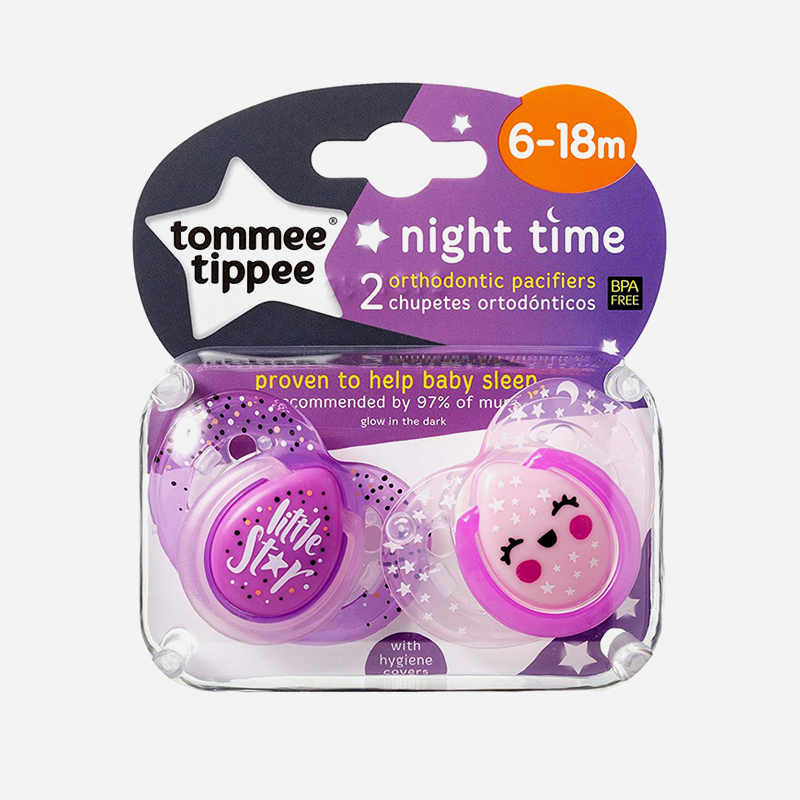 6-18m
tommee®
tippee
night time
2 orthodontic pacifiers
chupetes ortodónticos
BPA
FREE
proven to help baby sleep
recommended by 97% of
glow in the dark
little
star
with
hygiene
covers